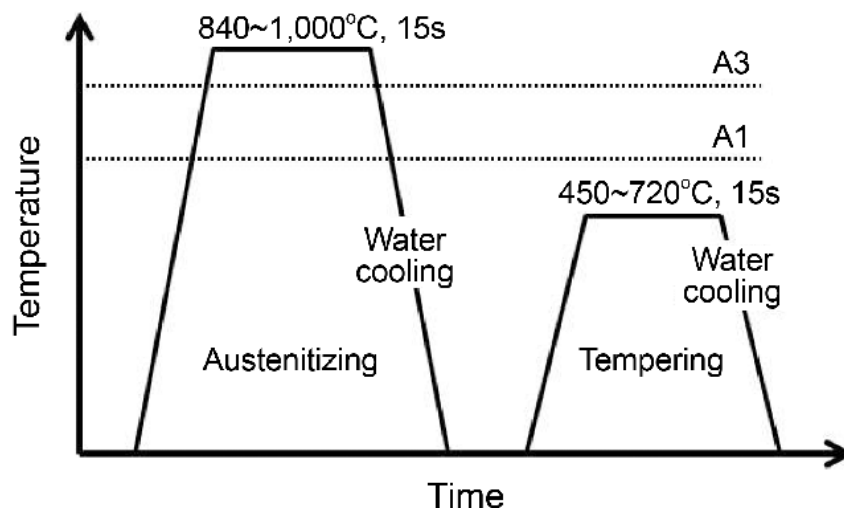 840~1,000°C, 15s
A3
A1
450~720°C, 15s
Water
cooling
Water
cooling
Austenitizing
Tempering
Temperature
Time